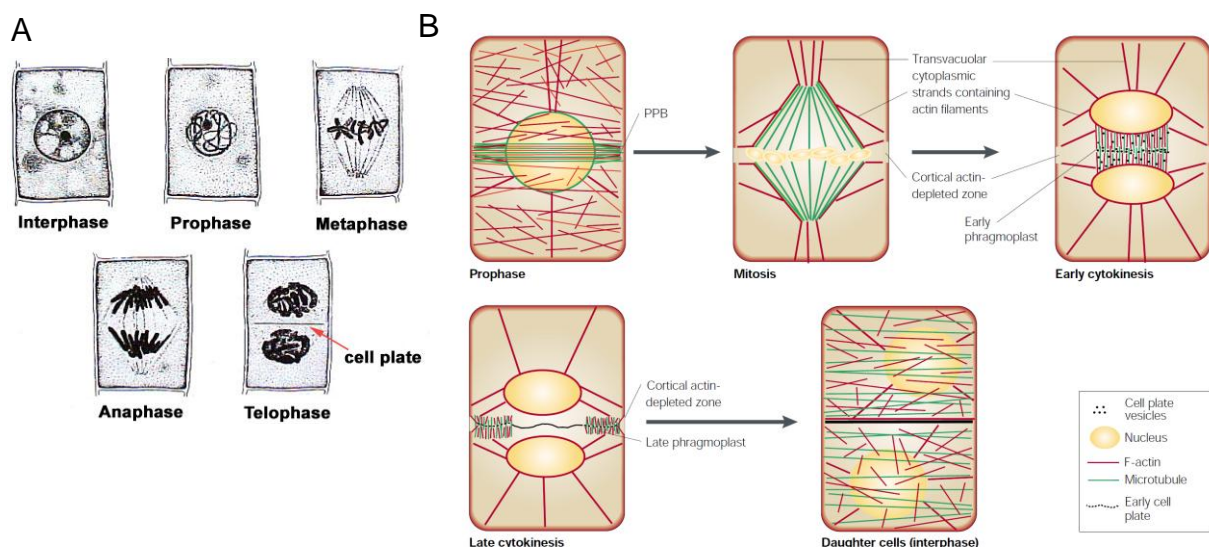 A
Interphase
Prophase
Metaphase
Anaphase
Telophase
cell plate
B
PPB
Transvacuolar
cytoplasmic
strands containing
actin filaments
Cortical actin-
depleted zone
Early
phragmoplast
Prophase
Mitosis
Early cytokinesis
Cortical actin-
depleted zone
Late phragmoplast
Late cytokinesis
Daughter cells (interphase)
Cell plate
vesicles
Nucleus
F-actin
Microtubule
Early cell
plate